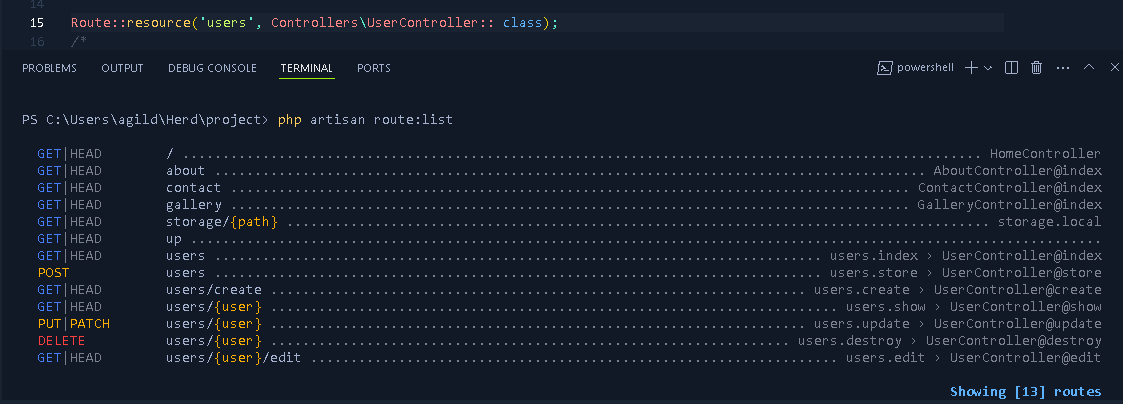 14
15 Route::resource('users', Controllers\UserController:: class);
16 /*
PROBLEMS OUTPUT DEBUG CONSOLE TERMINAL PORTS powershell
PS C:\Users\agild\Herd\project> php artisan route:list
GET|HEAD / .................................................................................................... HomeController
GET|HEAD about ......................................................................................... AboutController@index
GET|HEAD contact ..................................................................................... ContactController@index
GET|HEAD gallery ..................................................................................... GalleryController@index
GET|HEAD storage/{path} ........................................................................................ storage.local
GET|HEAD up .................................................................................................................
GET|HEAD users ............................................................................. users.index › UserController@index
POST users ............................................................................. users.store › UserController@store
GET|HEAD users/create .................................................................... users.create › UserController@create
GET|HEAD users/{user} ........................................................................ users.show › UserController@show
PUT|PATCH users/{user} .................................................................... users.update › UserController@update
DELETE users/{user} ................................................................. users.destroy › UserController@destroy
GET|HEAD users/{user}/edit ................................................................... users.edit › UserController@edit
Showing [13] routes